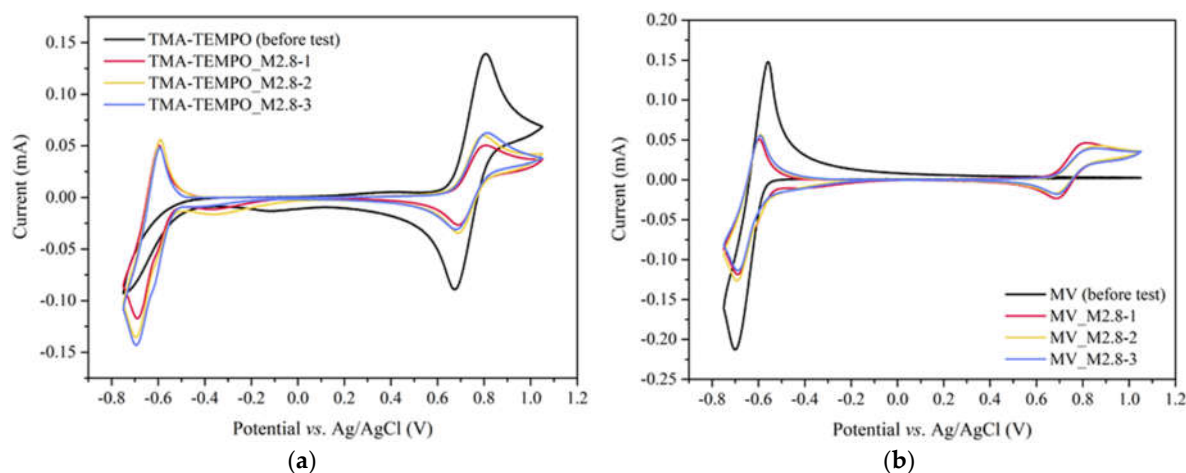 TMA-TEMPO (before test)
TMA-TEMPO_M2.8-1
TMA-TEMPO_M2.8-2
TMA-TEMPO_M2.8-3
0.15
0.10
0.05
0.00
-0.05
-0.10
-0.15
Current (mA)
-0.8 -0.6 -0.4 -0.2 0.0 0.2 0.4 0.6 0.8 1.0 1.2
Potential vs. Ag/AgCl (V)
(a)
0.20
0.15
0.10
0.05
0.00
-0.05
-0.10
-0.15
-0.20
-0.25
Current (mA)
MV (before test)
MV_M2.8-1
MV_M2.8-2
MV_M2.8-3
-0.8 -0.6 -0.4 -0.2 0.0 0.2 0.4 0.6 0.8 1.0 1.2
Potential vs. Ag/AgCl (V)
(b)